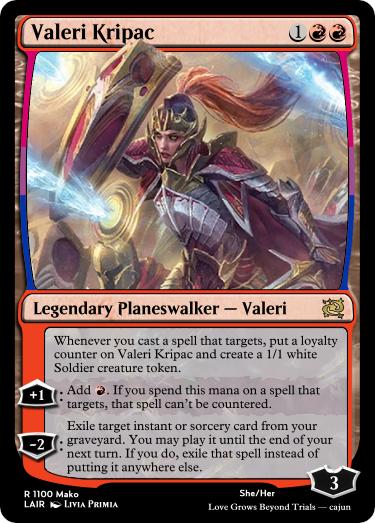 Valeri Kripac 1
Legendary Planeswalker — Valeri
Whenever you cast a spell that targets, put a loyalty
counter on Valeri Kripac and create a 1/1 white
Soldier creature token.
+1: Add . If you spend this mana on a spell that
targets, that spell can't be countered.
Exile target instant or sorcery card from your
graveyard. You may play it until the end of your
-2: next turn. If you do, exile that spell instead of
putting it anywhere else.
3
R 1100 Mako She/Her
LAIR Livia Primia Love Grows Beyond Trials — cajun